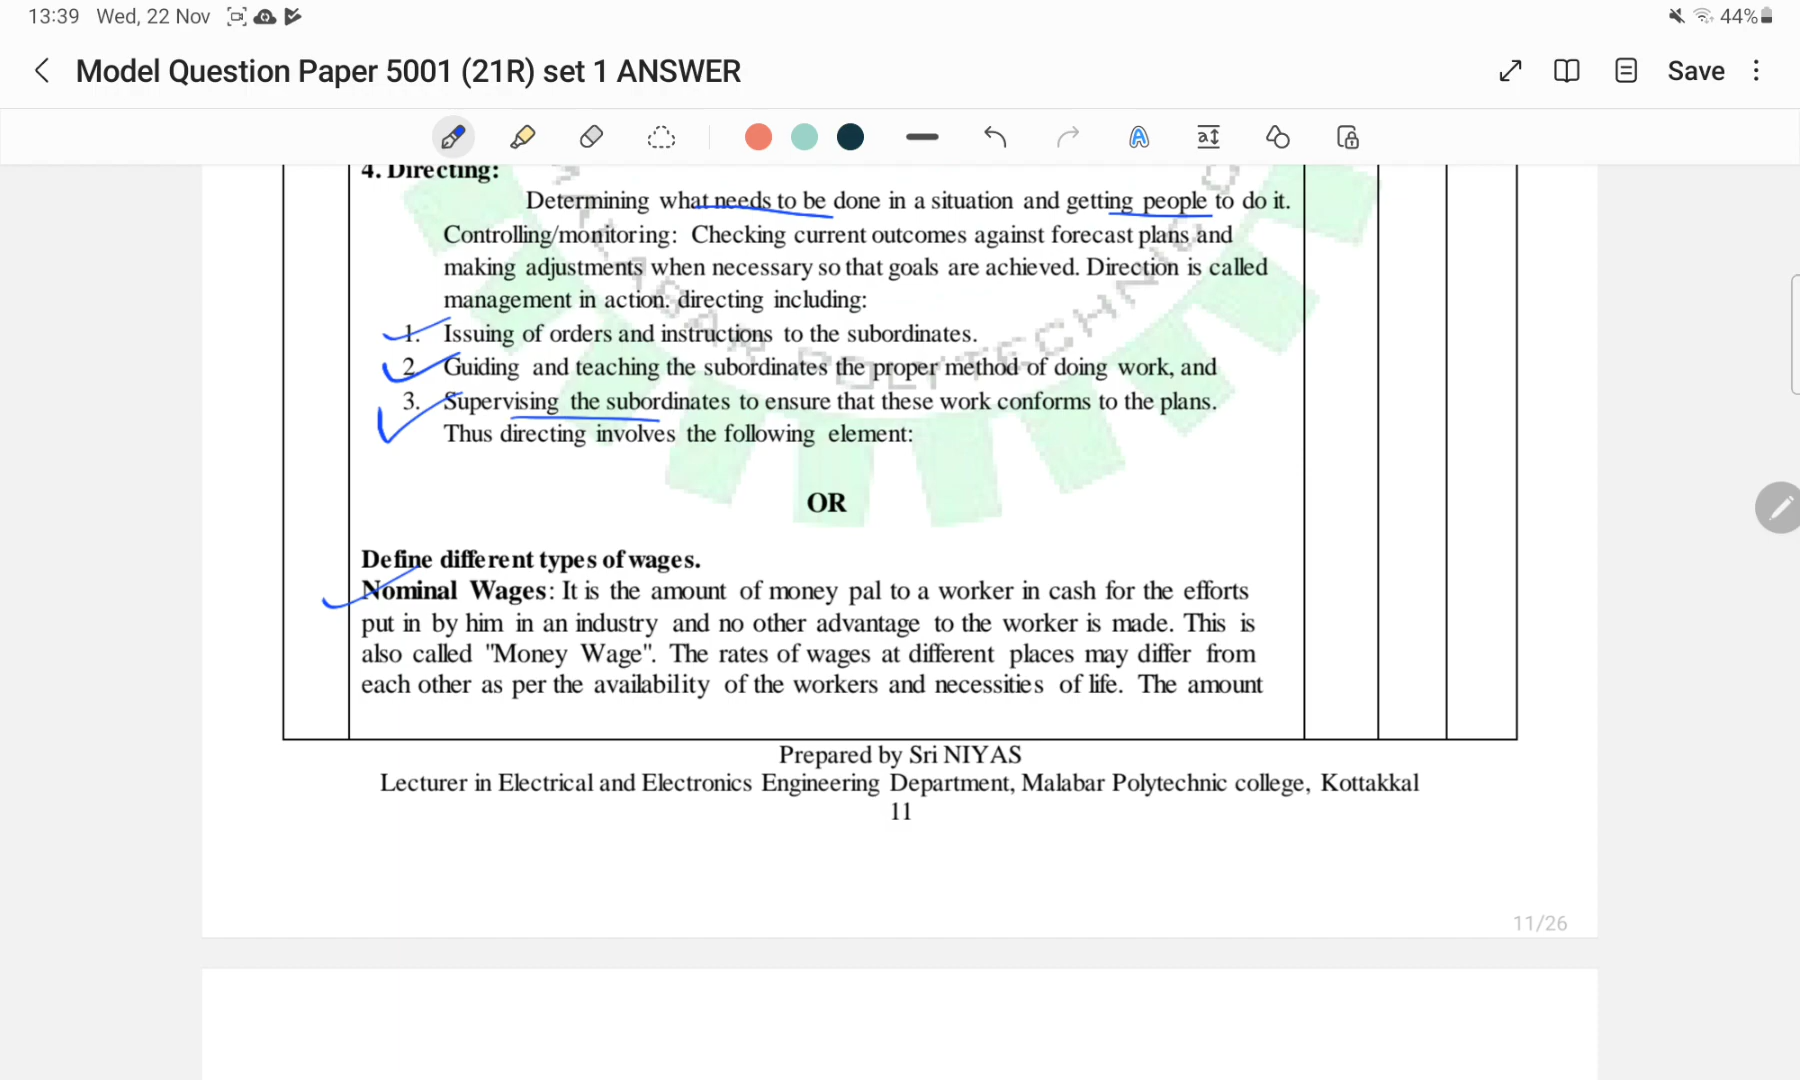 13:39 Wed, 22 Nov
44%
Model Question Paper 5001 (21R) set 1 ANSWER
Save
4. Directing:
Determining what needs to be done in a situation and getting people to do it.
Controlling/monitoring: Checking current outcomes against forecast plans and
making adjustments when necessary so that goals are achieved. Direction is called
management in action. directing including:
1. Issuing of orders and instructions to the subordinates.
2. Guiding and teaching the subordinates the proper method of doing work, and
3. Supervising the subordinates to ensure that these work conforms to the plans.
Thus directing involves the following element:
OR
Define different types of wages.
Nominal Wages: It is the amount of money pal to a worker in cash for the efforts
put in by him in an industry and no other advantage to the worker is made. This is
also called "Money Wage". The rates of wages at different places may differ from
each other as per the availability of the workers and necessities of life. The amount
Prepared by Sri NIYAS
Lecturer in Electrical and Electronics Engineering Department, Malabar Polytechnic college, Kottakkal
11
11/26